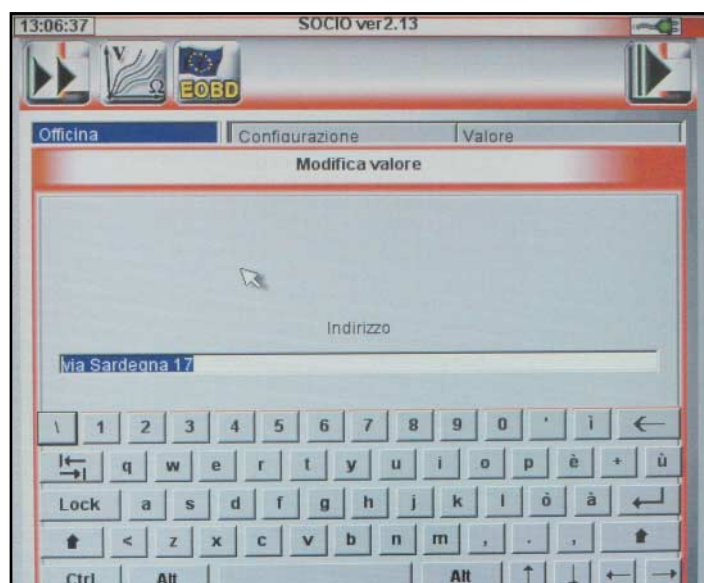 13:06:37 SOCIO ver2.13
V Ω EOBD
Officina Configurazione Valore
Modifica valore
Indirizzo
via Sardegna 17
\ 1 2 3 4 5 6 7 8 9 0 ' ì ←
q w e r t y u i o p è + ù
Lock a s d f g h j k l ò à
< z x c v b n m , . ,
Ctrl Alt Alt ↑ ↓ ← →